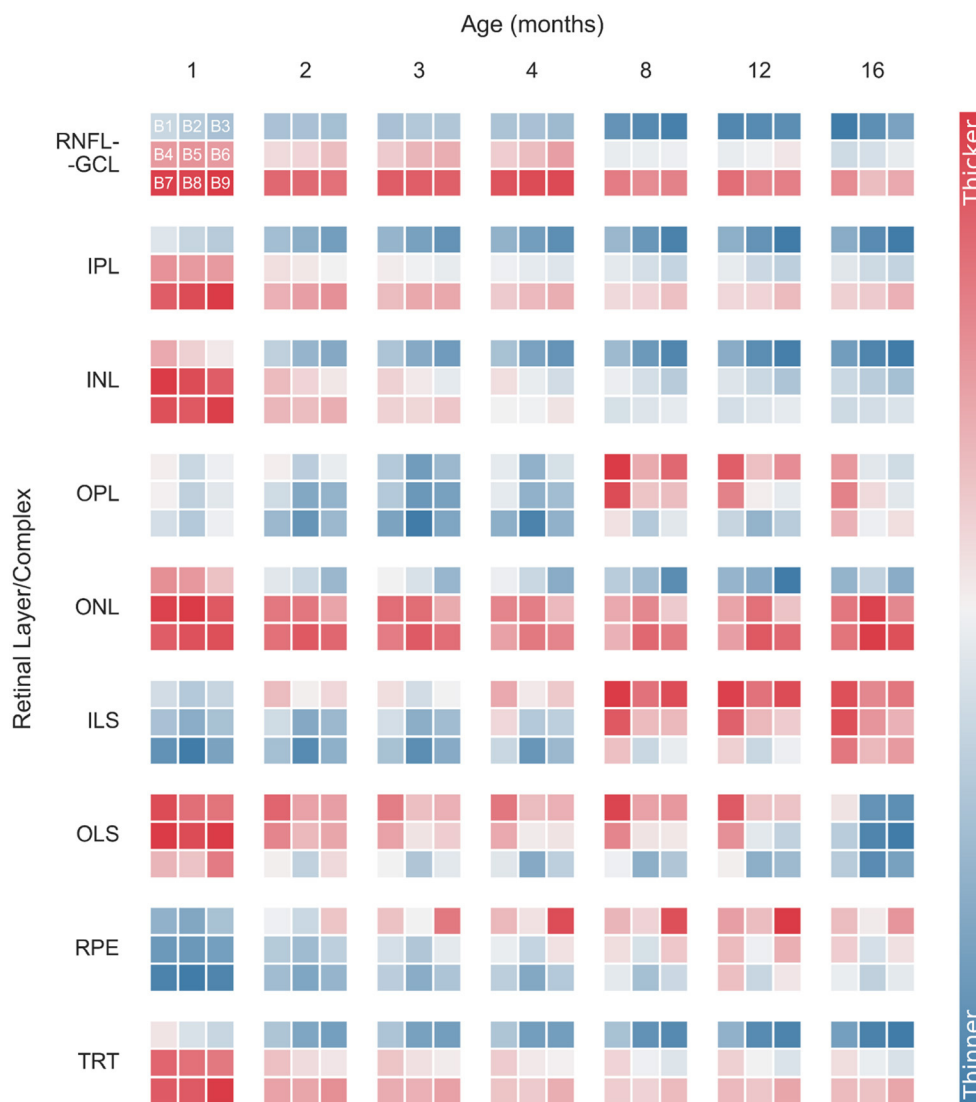 Age (months)
1 2 3 4 8 12 16
RNFL-
-GCL
B1 B2 B3
B4 B5 B6
B7 B8 B9
IPL
INL
OPL
ONL
ILS
OLS
RPE
TRT
Retinal Layer/Complex
Thicker
Thinner